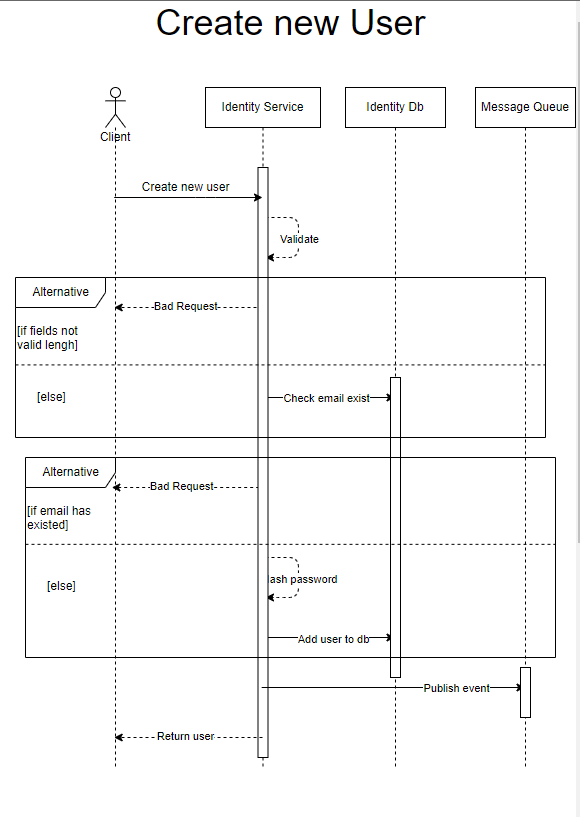 Create new User
Client
Identity Service
Identity Db
Message Queue
Create new user
Validate
Alternative
Bad Request
[if fields not
valid lengh]
[else]
Check email exist
Alternative
Bad Request
[if email has
existed]
ash password
[else]
Add user to db
Publish event
Return user